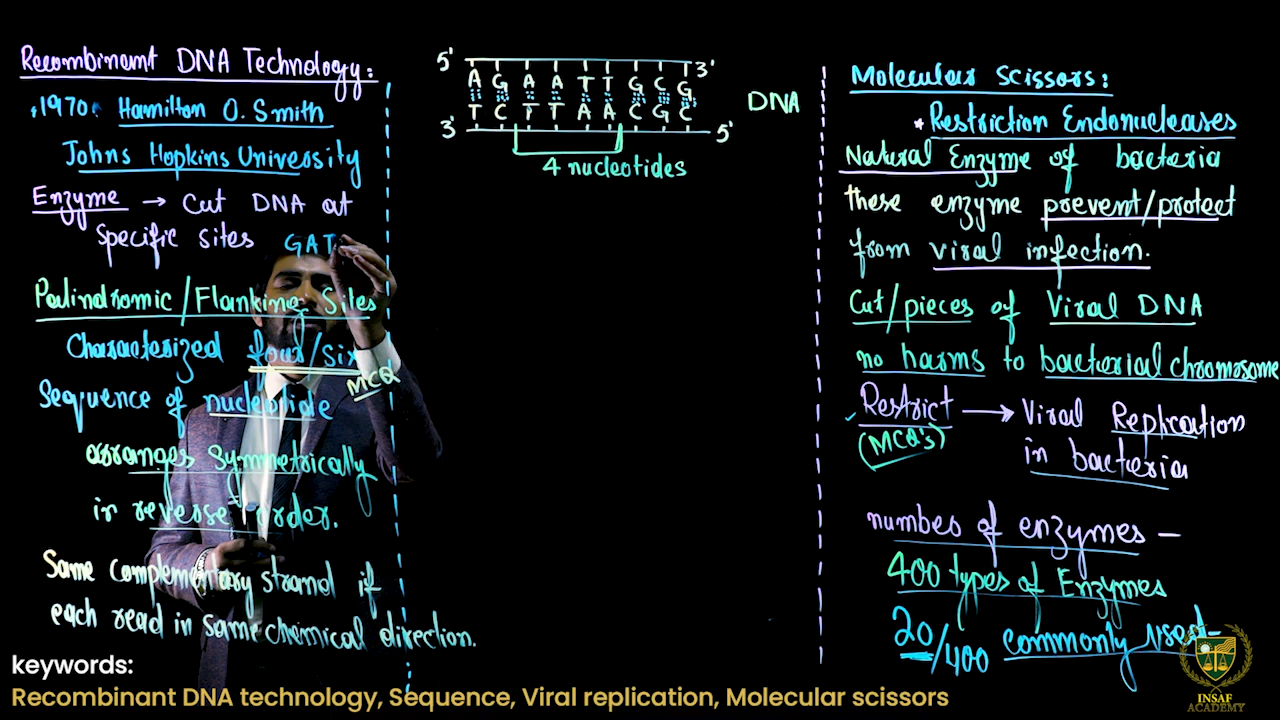 Recombinant DNA Technology:
1970: Hamilton O. Smith
Johns Hopkins University
Enzyme → Cut DNA at
Specific sites GAT
Palindromic/Flanking Sites
Characterized four/Six
MCQ
Sequence of nucleotide
arranges Symmetrically
in reverse order.
Same Complementary strand if
each read in same chemical direction.
5' 3'
A G A A T T G C G
T C T T A A C G C
3' 5'
DNA
4 nucleotides
Molecular Scissors:
* Restriction Endonucleases
Natural Enzyme of bacteria
these enzyme prevent/protect
from viral infection.
Cut/pieces of Viral DNA
no harms to bacterial chromosome
Restrict → Viral Replication
(MCQ's)
in bacteria
numbes of enzymes –
400 types of Enzymes
20/400 commonly used
INSAF
ACADEMY
keywords:
Recombinant DNA technology, Sequence, Viral replication, Molecular scissors